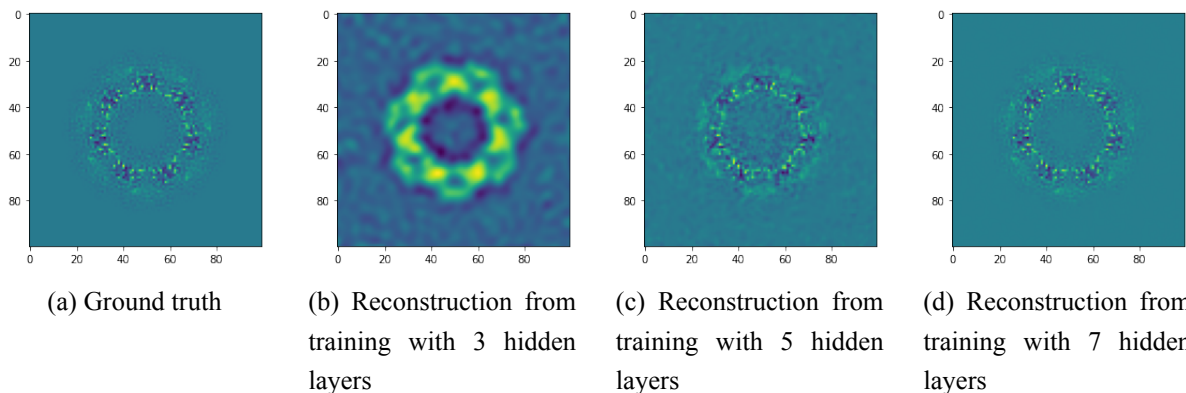 0
20
40
60
80
0 20 40 60 80
0
20
40
60
80
0 20 40 60 80
0
20
40
60
80
0 20 40 60 80
0
20
40
60
80
0 20 40 60 80
(a) Ground truth
(b) Reconstruction from
training with 3 hidden
layers
(c) Reconstruction from
training with 5 hidden
layers
(d) Reconstruction from
training with 7 hidden
layers